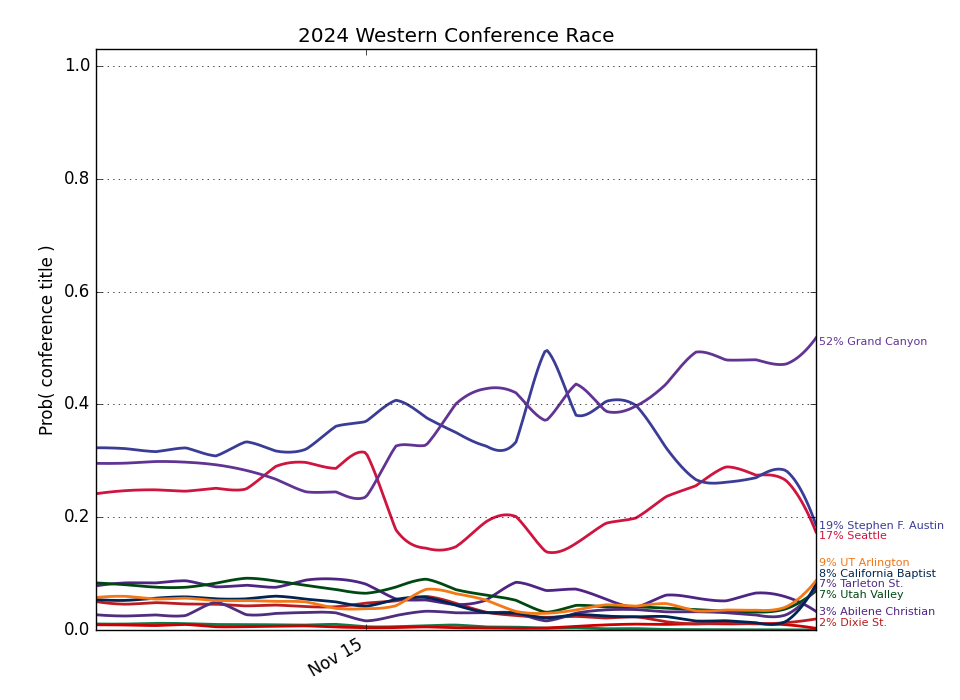 2024 Western Conference Race
1.0
0.8
0.6
0.4
0.2
0.0
Prob( conference title )
Nov 15
52% Grand Canyon
19% Stephen F. Austin
17% Seattle
9% UT Arlington
8% California Baptist
7% Tarleton St.
7% Utah Valley
3% Abilene Christian
2% Dixie St.